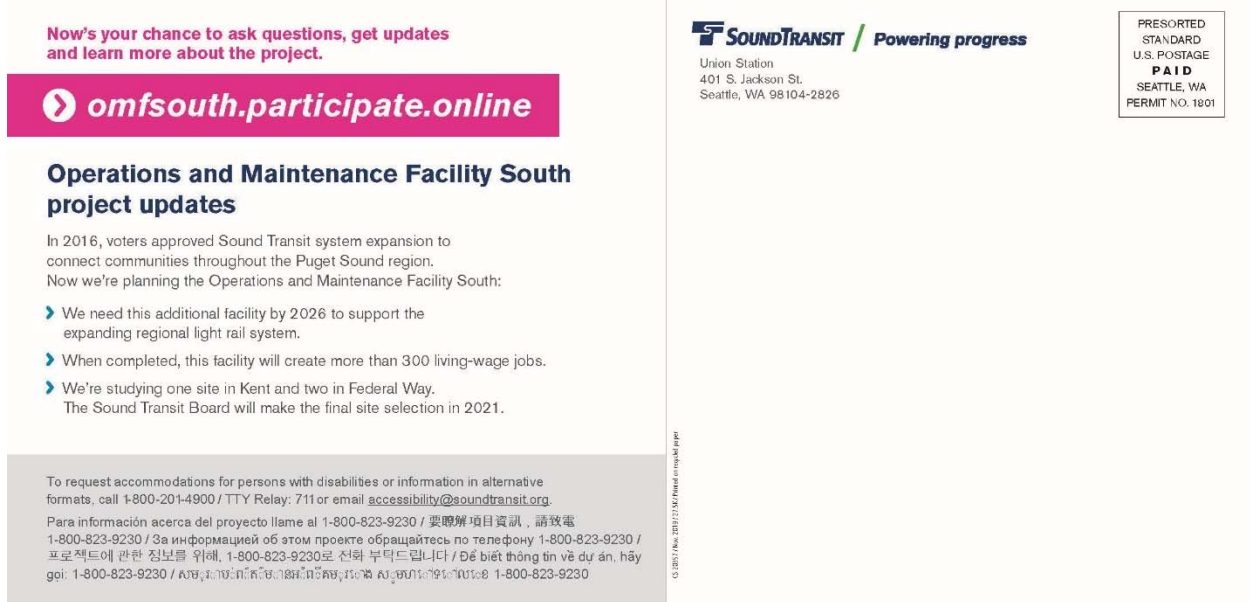 Now's your chance to ask questions, get updates
and learn more about the project.
omfsouth.participate.online
Operations and Maintenance Facility South
project updates
In 2016, voters approved Sound Transit system expansion to
connect communities throughout the Puget Sound region.
Now we're planning the Operations and Maintenance Facility South:
We need this additional facility by 2026 to support the
expanding regional light rail system.
When completed, this facility will create more than 300 living-wage jobs.
We're studying one site in Kent and two in Federal Way.
The Sound Transit Board will make the final site selection in 2021.
To request accommodations for persons with disabilities or information in alternative
formats, call 1-800-201-4900 / TTY Relay: 711 or email accessibility@soundtransit.org.
Para información acerca del proyecto llame al 1-800-823-9230 / 要瞭解項目資訊，請致電
1-800-823-9230 / За информацией об этом проекте обращайтесь по телефону 1-800-823-9230 /
프로젝트에 관한 정보를 위해, 1-800-823-9230로 전화 부탁드립니다 / Để biết thông tin về dự án, hãy
gọi: 1-800-823-9230 / 1-800-823-9230
SOUNDTRANSIT / Powering progress
Union Station
401 S. Jackson St.
Seattle, WA 98104-2826
PRESORTED
STANDARD
U.S. POSTAGE
PAID
SEATTLE, WA
PERMIT NO. 1801